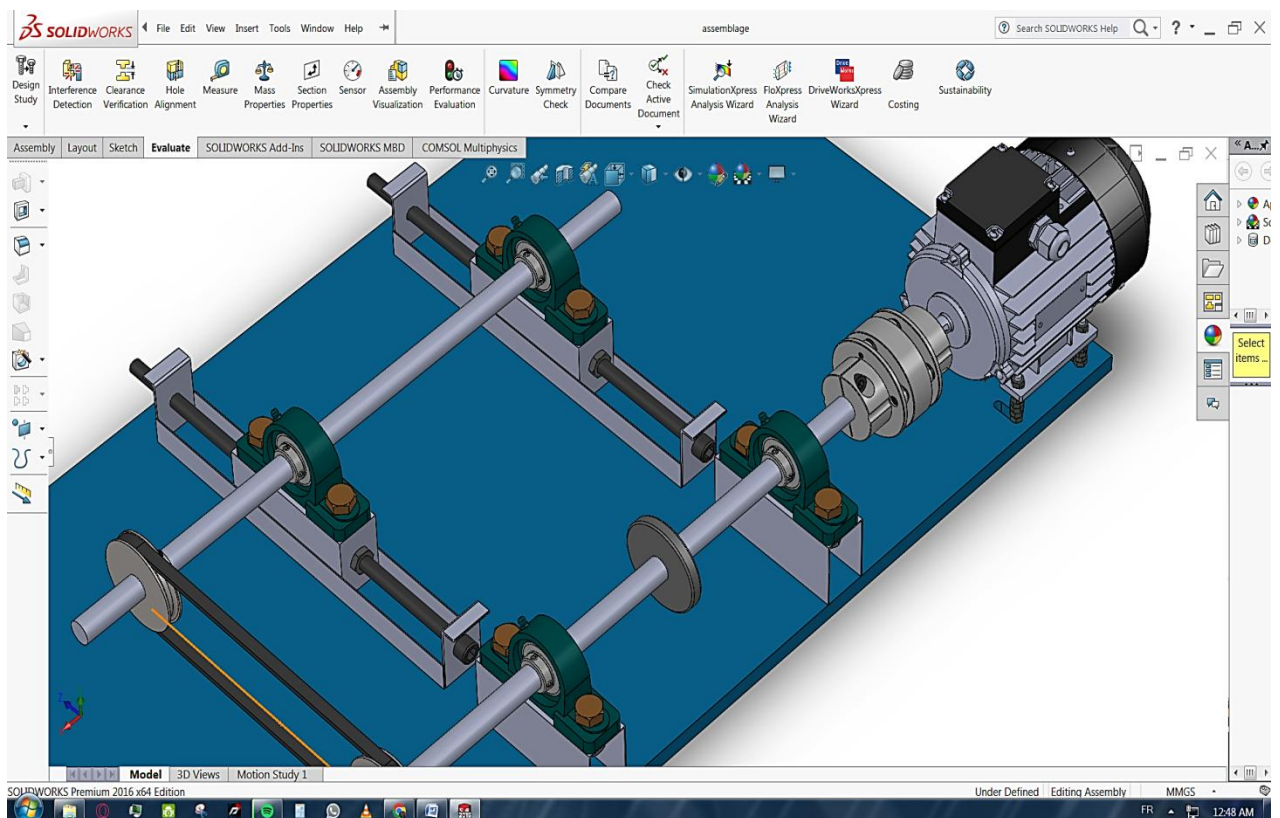 SOLIDWORKS File Edit View Insert Tools Window Help assemblage Search SOLIDWORKS Help ?
Design Study
Interference Detection
Clearance Verification
Hole Alignment
Measure
Mass Properties
Section Properties
Sensor
Assembly Visualization
Performance Evaluation
Curvature
Symmetry Check
Compare Documents
Check Active Document
SimulationXpress Analysis Wizard
FloXpress Analysis Wizard
DriveWorksXpress Wizard
Costing
Sustainability
Assembly Layout Sketch Evaluate SOLIDWORKS Add-Ins SOLIDWORKS MBD COMSOL Multiphysics
« A...
Select
items ...
Model 3D Views Motion Study 1
SOLIDWORKS Premium 2016 x64 Edition Under Defined Editing Assembly MMGS
FR 12:48 AM